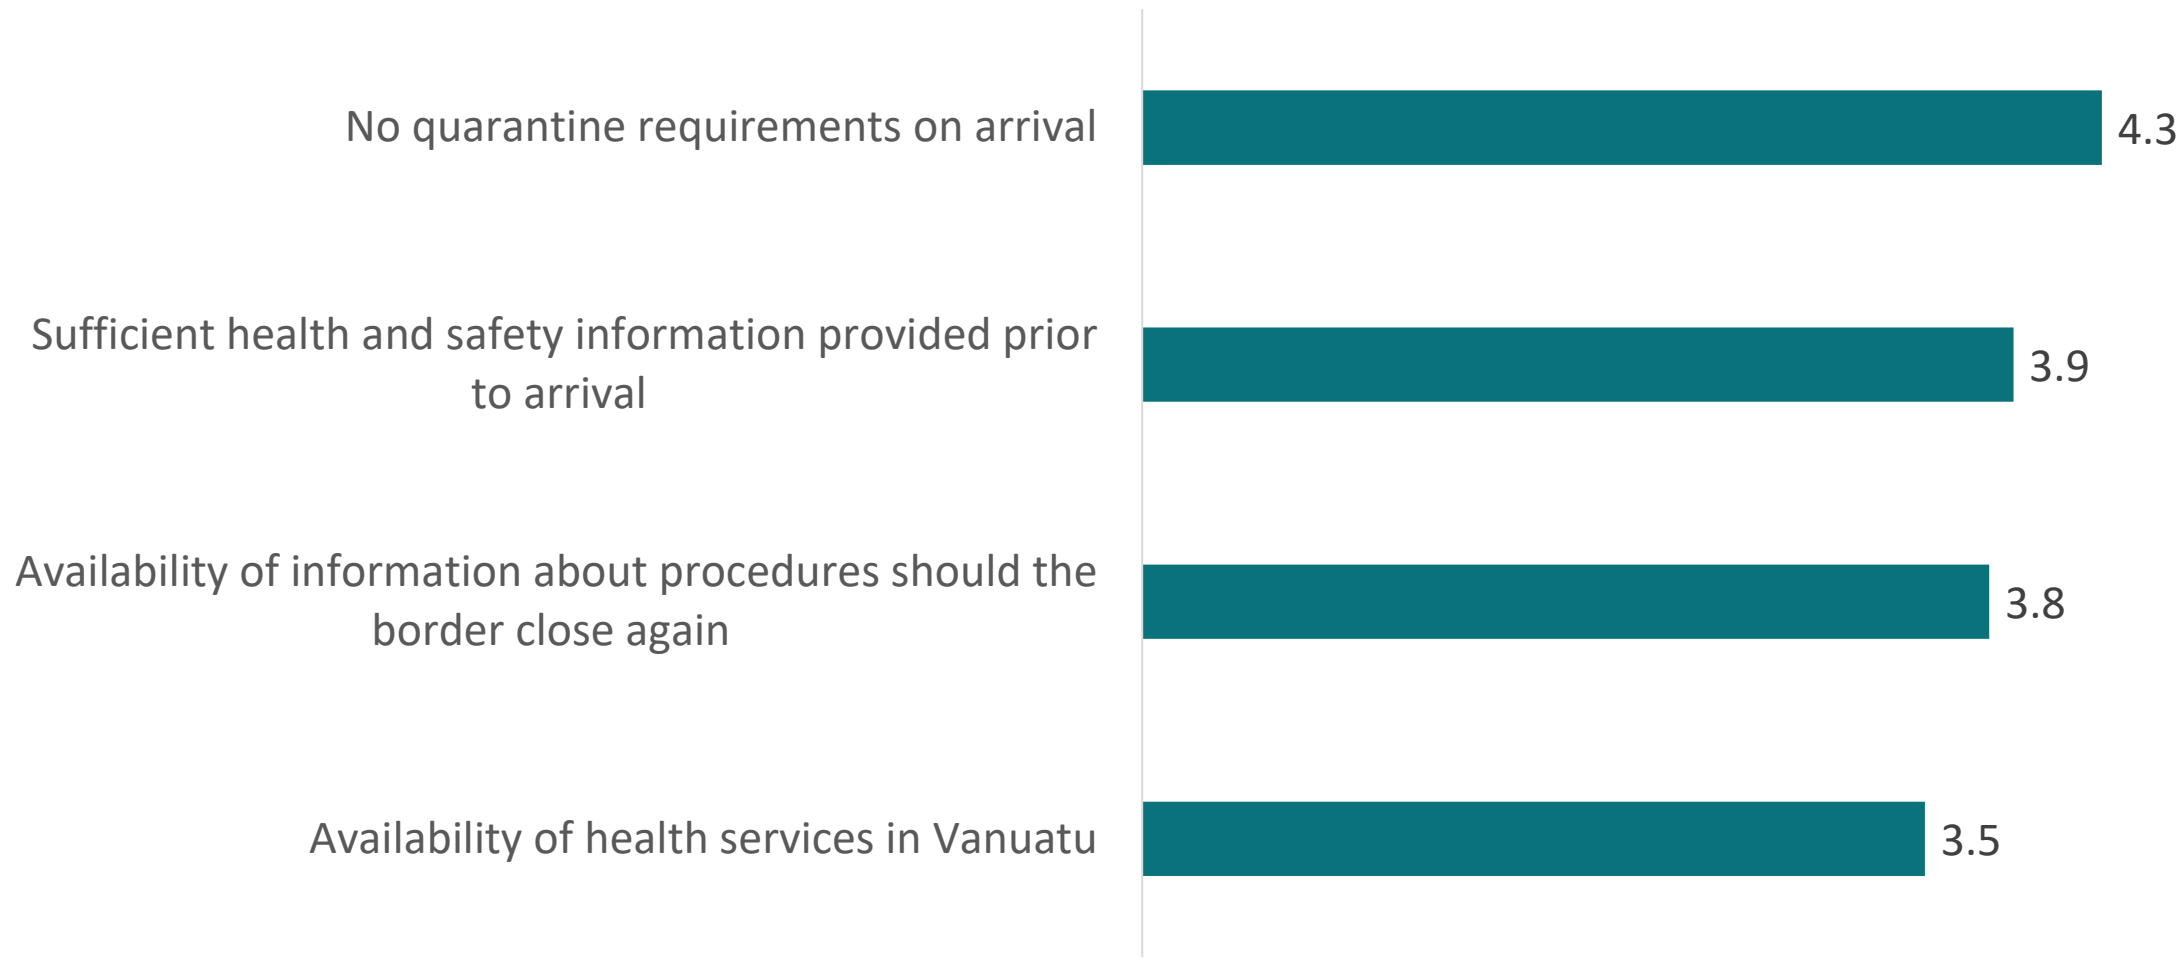 No quarantine requirements on arrival
4.3
Sufficient health and safety information provided prior
to arrival
3.9
Availability of information about procedures should the
border close again
3.8
Availability of health services in Vanuatu
3.5